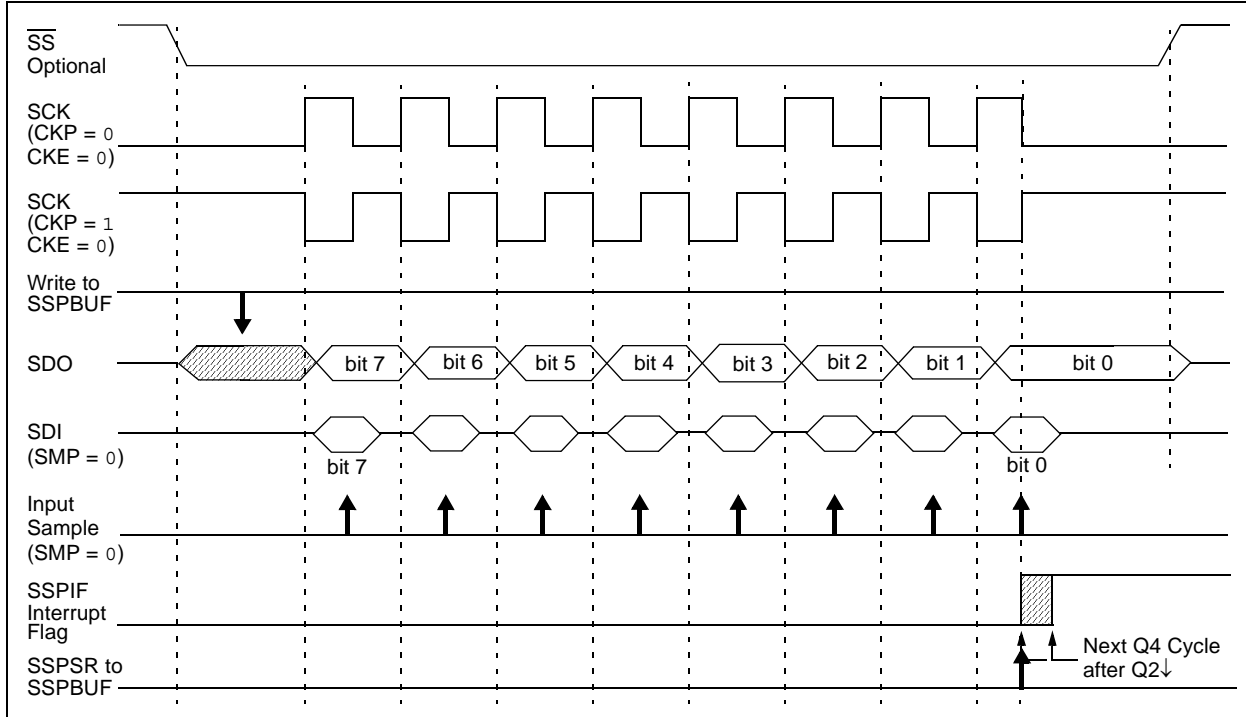 SS
Optional
SCK
(CKP = 0
CKE = 0)
SCK
(CKP = 1
CKE = 0)
Write to
SSPBUF
SDO
bit 7 bit 6 bit 5 bit 4 bit 3 bit 2 bit 1 bit 0
SDI
(SMP = 0)
bit 7 bit 0
Input
Sample
(SMP = 0)
SSPIF
Interrupt
Flag
SSPSR to
SSPBUF
Next Q4 Cycle
after Q2↓